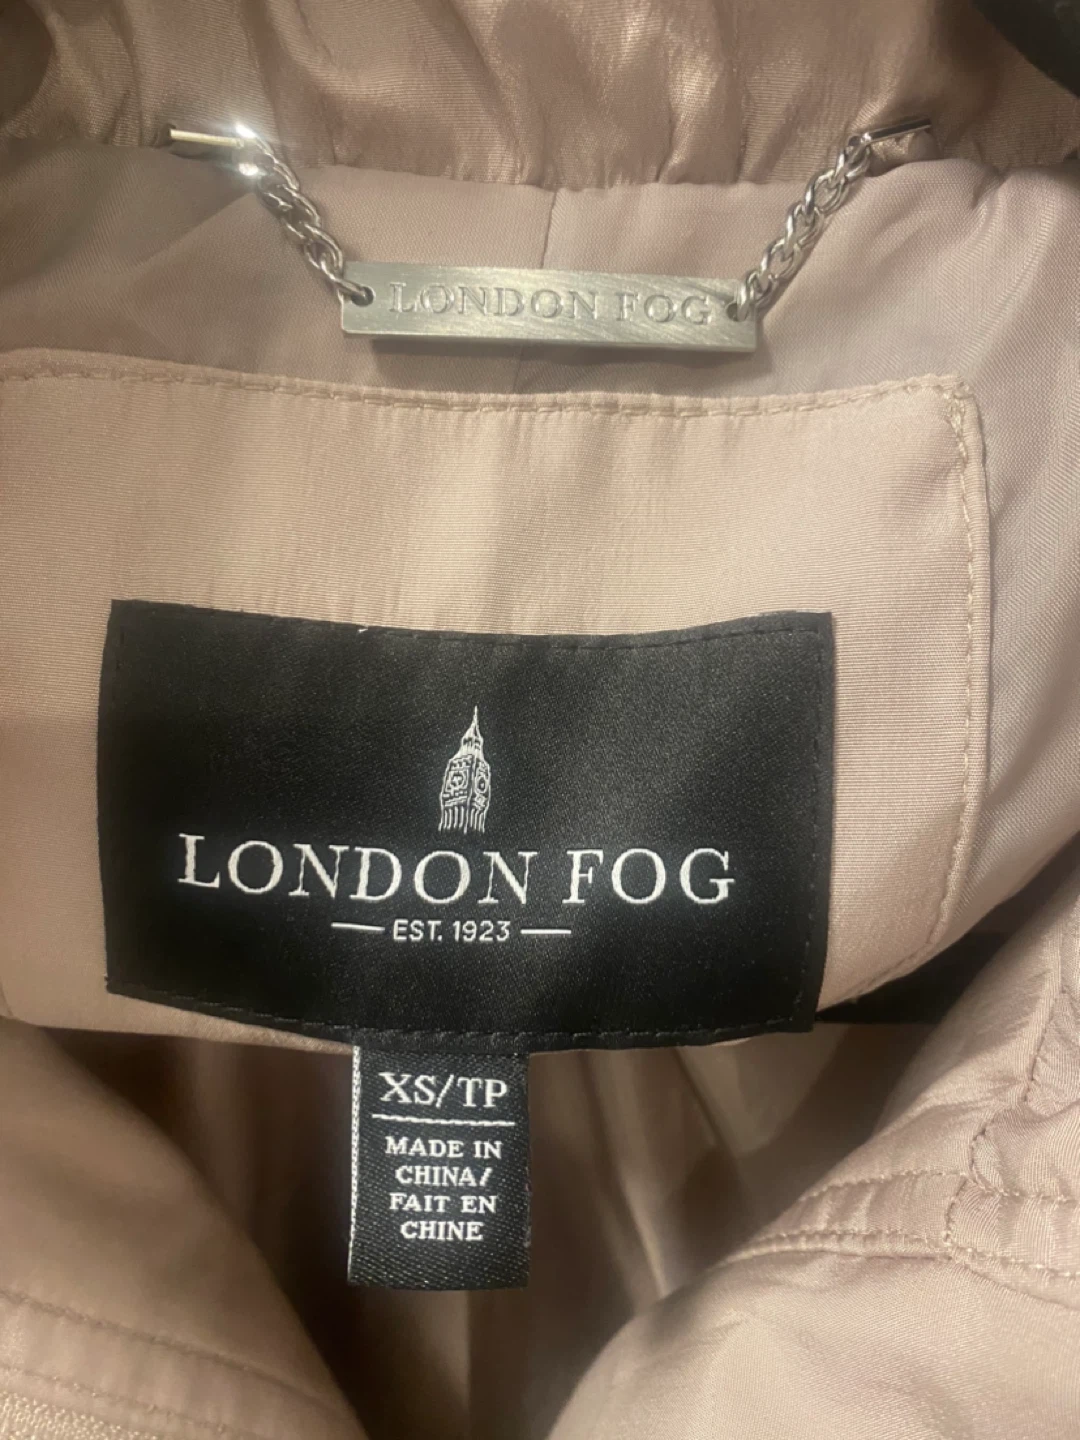 LONDON FOG
LONDON FOG
EST. 1923
XS/TP
MADE IN
CHINA/
FAIT EN
CHINE